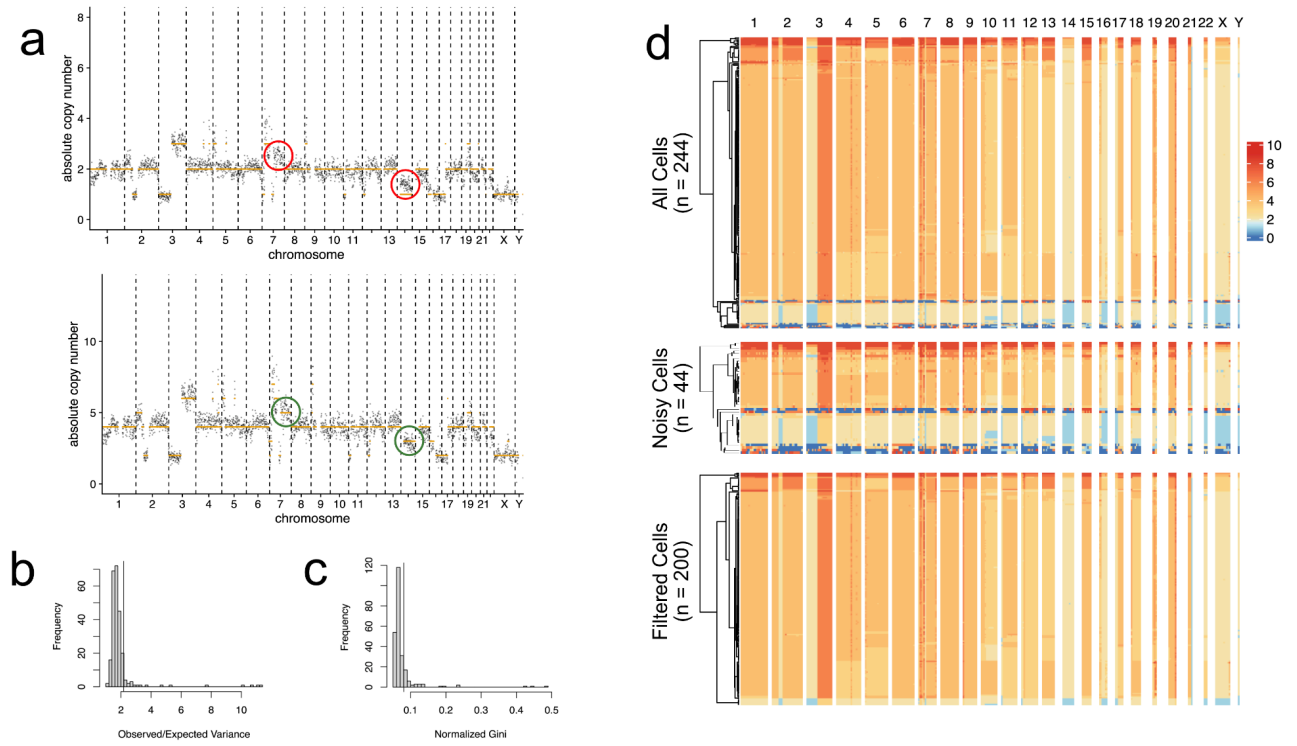 a
8
6
4
2
0
absolute copy number
1 2 3 4 5 6 7 8 9 10 11 13 15 17 19 21 X Y
chromosome
10
5
0
absolute copy number
1 2 3 4 5 6 7 8 9 10 11 13 15 17 19 21 X Y
chromosome
b
60
40
20
0
Frequency
2 4 6 8 10
Observed/Expected Variance
c
120
100
80
60
40
20
0
Frequency
0.1 0.2 0.3 0.4 0.5
Normalized Gini
d
1 2 3 4 5 6 7 8 9 10 11 12 13 14 15 16 17 18 19 20 21 22 X Y
All Cells
(n = 244)
10
8
6
4
2
0
Noisy Cells
(n = 44)
Filtered Cells
(n = 200)